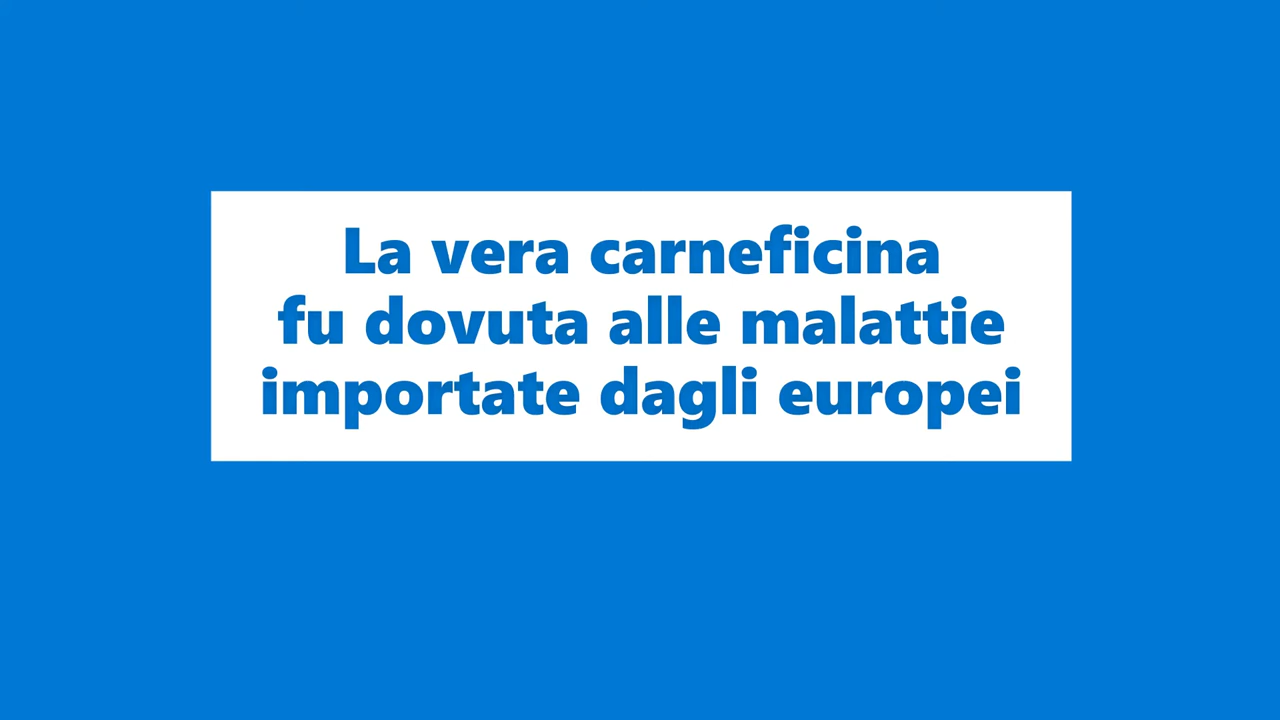 La vera carneficina
fu dovuta alle malattie
importate dagli europei